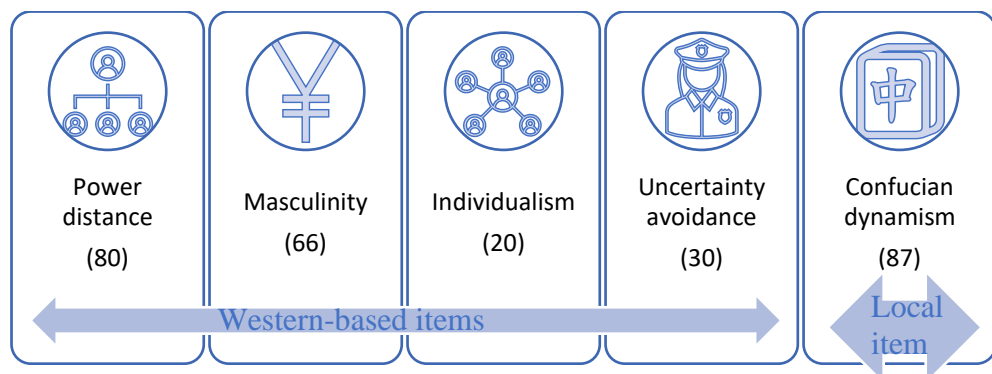 中
Power
distance
(80)
Masculinity
(66)
Individualism
(20)
Uncertainty
avoidance
(30)
Confucian
dynamism
(87)
Western-based items
Local
item